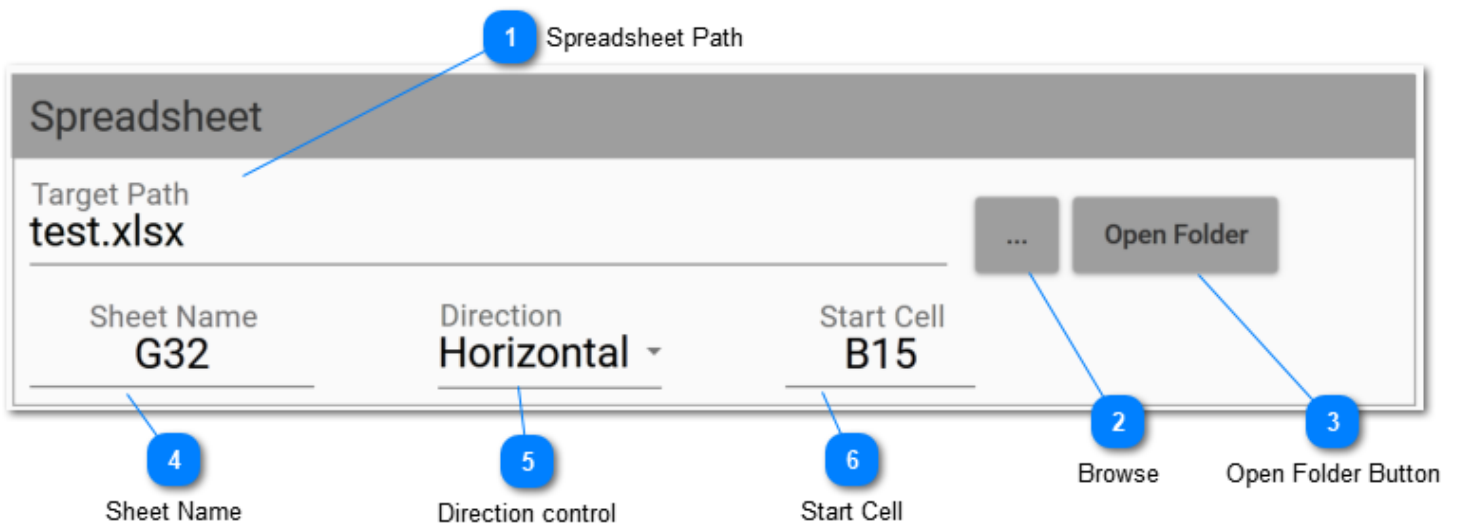 1 Spreadsheet Path
Spreadsheet
Target Path
test.xlsx
... Open Folder
Sheet Name Direction Start Cell
G32 Horizontal B15
2 3
Browse Open Folder Button
4 5 6
Sheet Name Direction control Start Cell